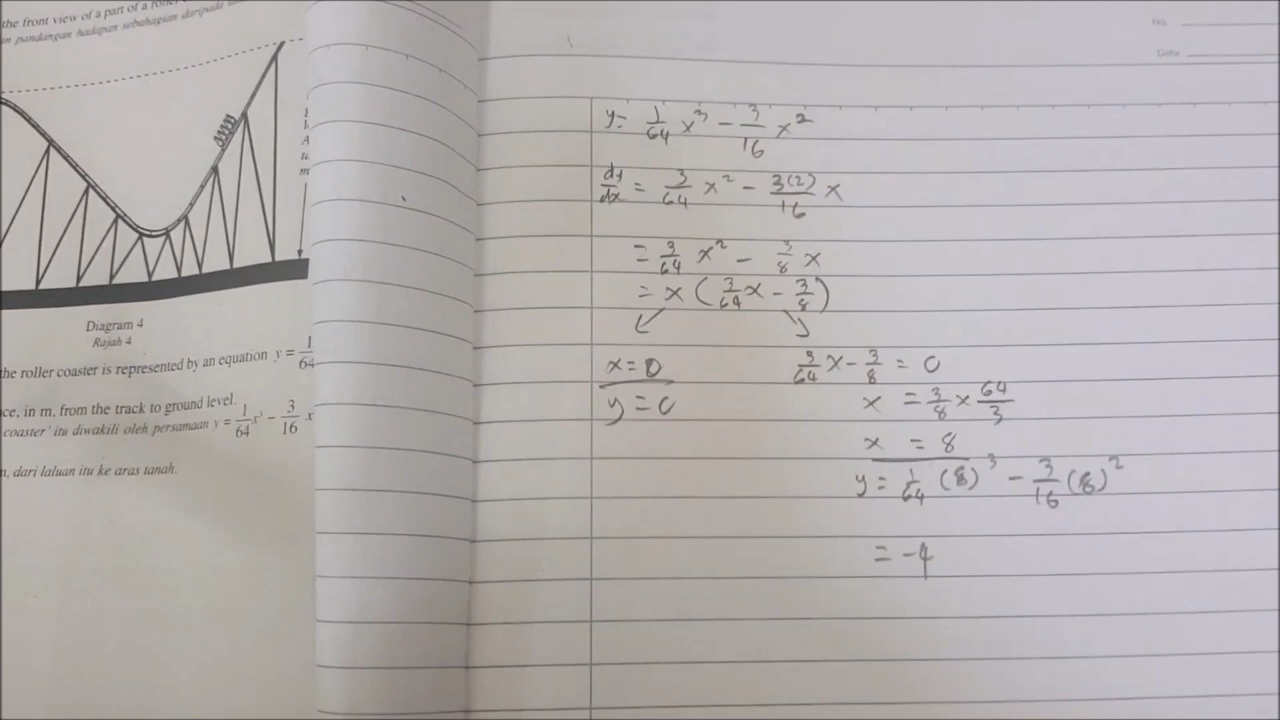 the front view of a part of a
an pandangan hadapan sebahagian daripada
Diagram 4
Rajah 4
the roller coaster is represented by an equation y = 1/64
ce, in m, from the track to ground level.
coaster' itu diwakili oleh persamaan y = 1/64 x³ − 3/16 x
, dari laluan itu ke aras tanah.
No.
Date
y = 1/64 x³ − 3/16 x²
dy/dx = 3/64 x² − 3(2)/16 x
= 3/64 x² − 3/8 x
= x (3/64 x − 3/8)
x = 0
y = 0
3/64 x − 3/8 = 0
x = 3/8 × 64/3
x = 8
y = 1/64 (8)³ − 3/16 (8)²
= −4